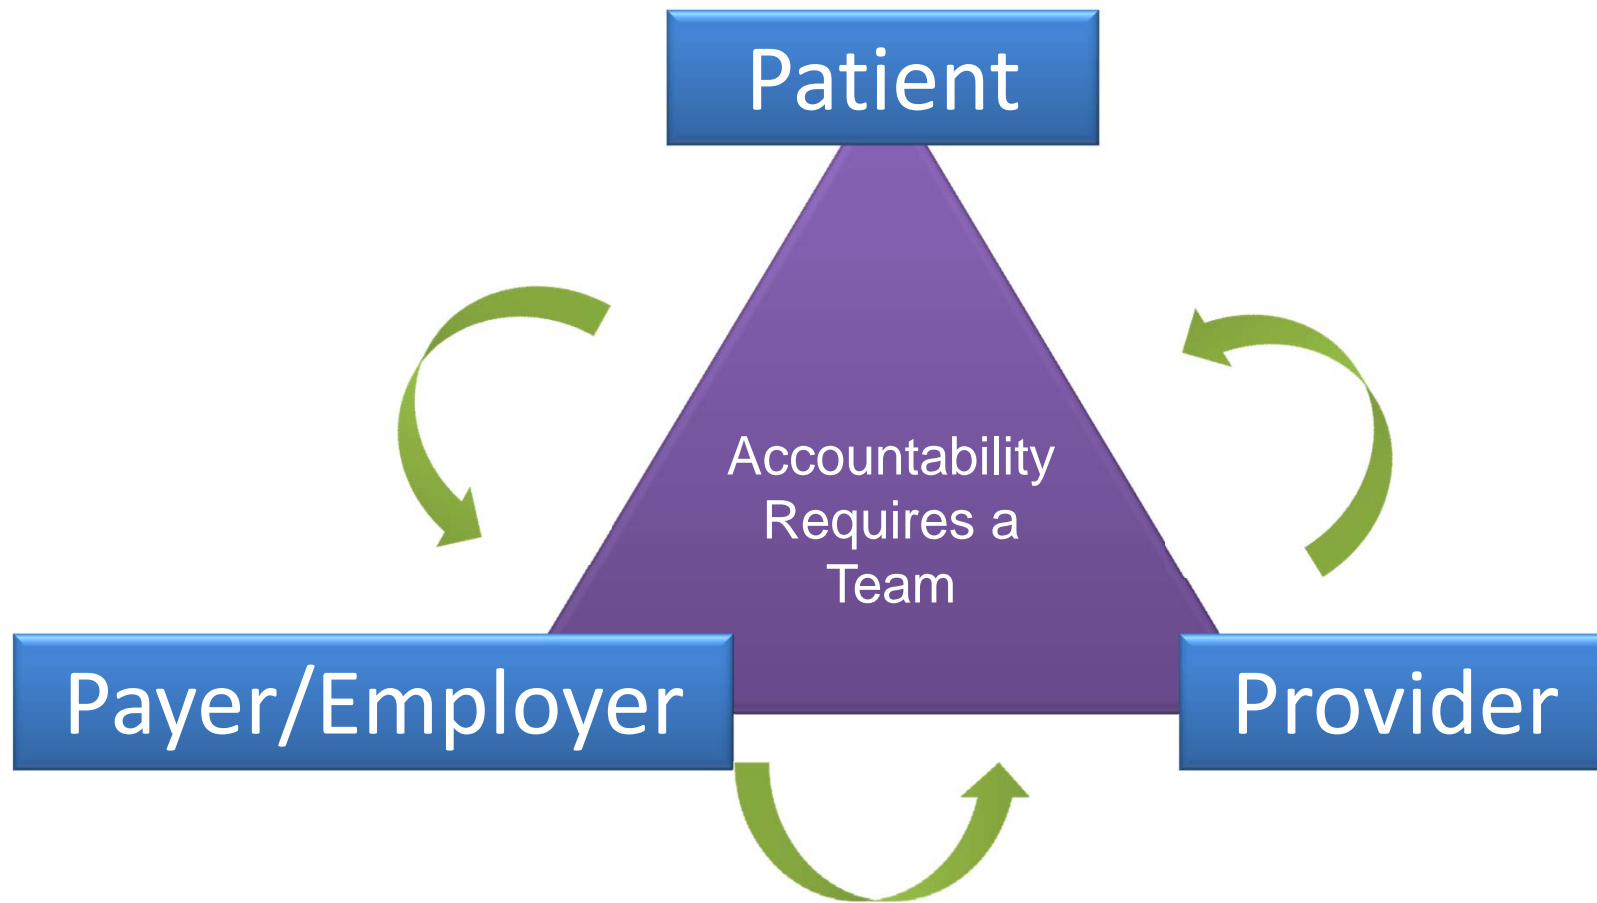 Patient
Accountability
Requires a
Team
Payer/Employer
Provider